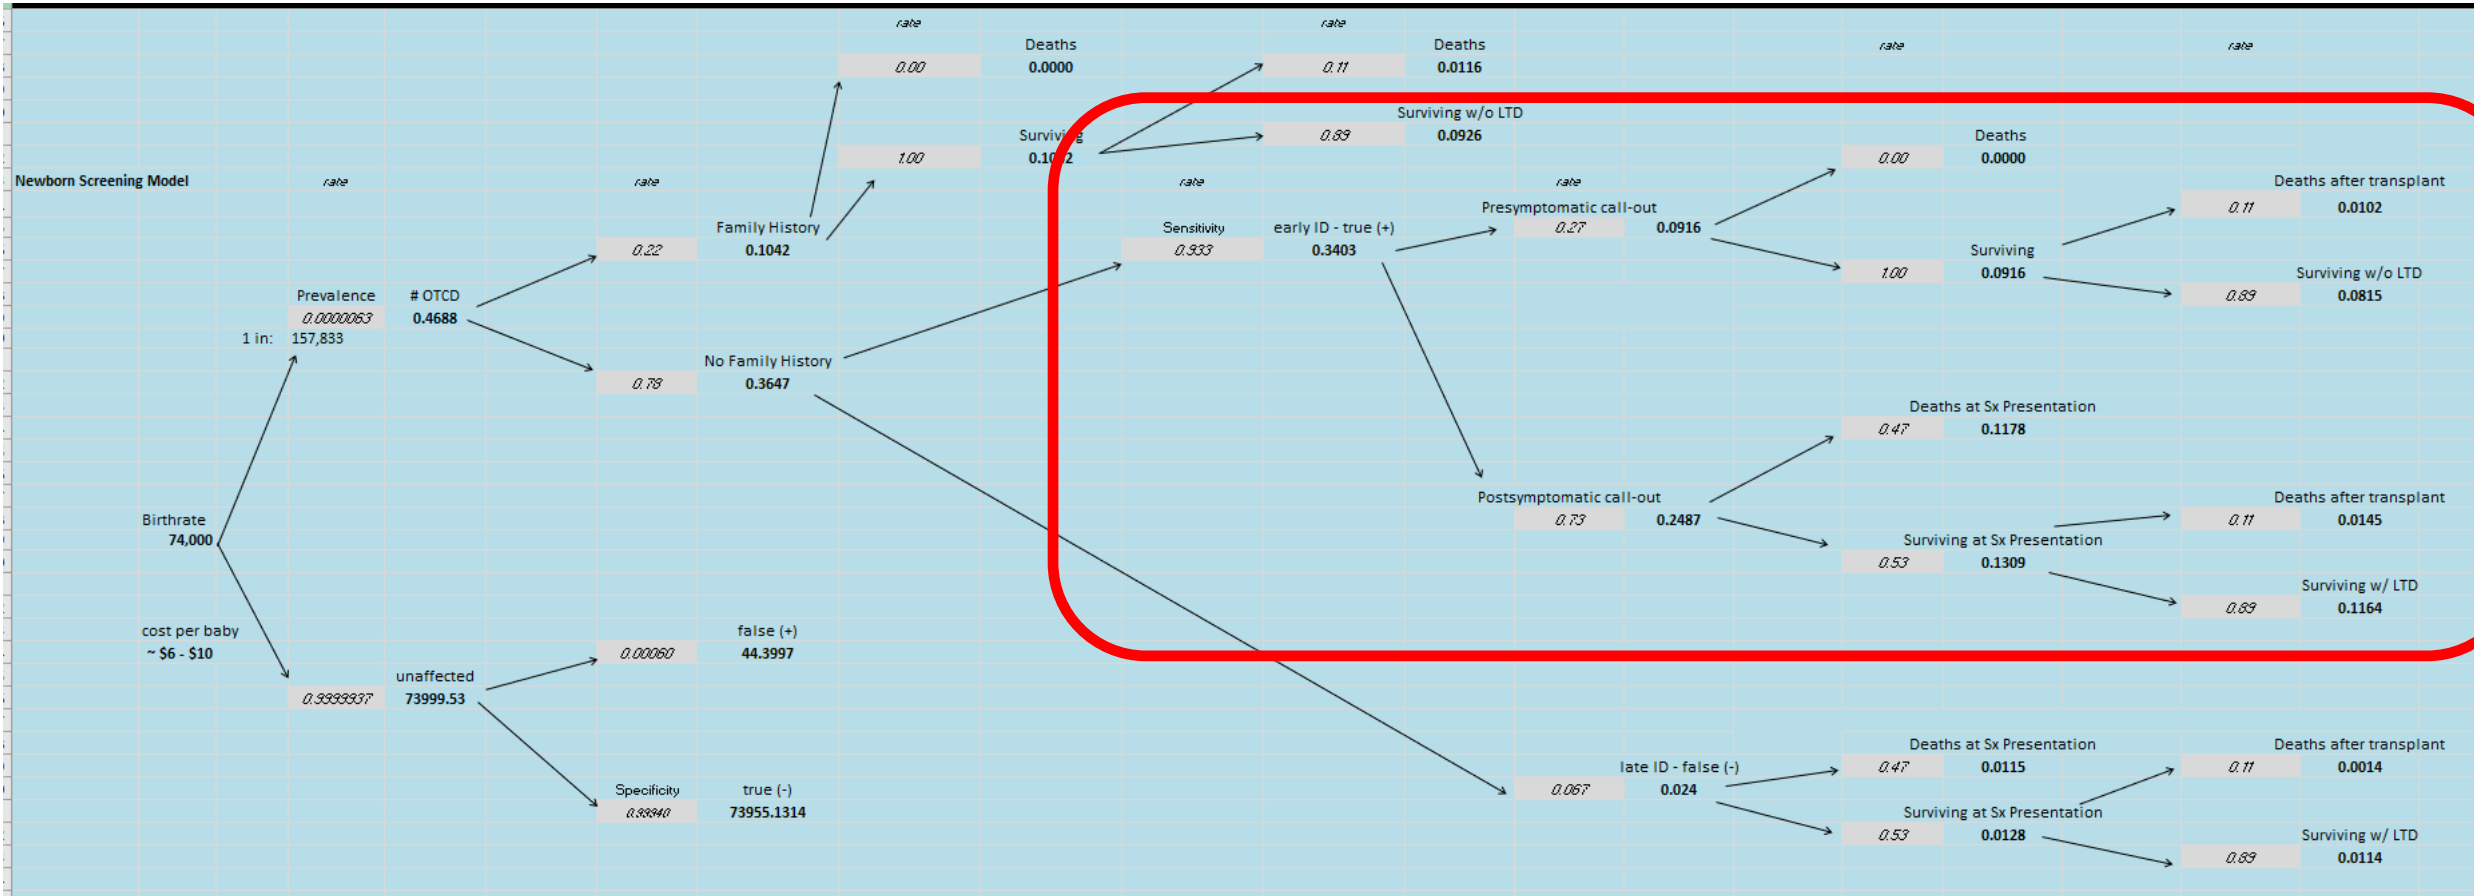 rate rate
Deaths Deaths rate rate
0.00 0.0000 0.11 0.0116
Surviving w/o LTD
Surviving 0.89 0.0926 Deaths
1.00 0.00 0.0000
Newborn Screening Model rate rate rate rate Deaths after transplant
Presymptomatic call-out 0.11 0.0102
Family History Sensitivity early ID - true (+) 0.27 0.0916
0.22 0.1042 0.933 0.3403 Surviving
1.00 0.0916 Surviving w/o LTD
Prevalence # OTCD 0.89 0.0815
0.0000063 0.4688
1 in: 157,833
No Family History
0.78 0.3647
Deaths at Sx Presentation
0.47 0.1178
Postsymptomatic call-out Deaths after transplant
Birthrate 0.73 0.2487 0.11 0.0145
74,000 Surviving at Sx Presentation
0.53 0.1309
Surviving w/ LTD
0.89 0.1164
cost per baby false (+)
~ $6 - $10 0.00060 44.3997
unaffected
0.9999937 73999.53
Deaths at Sx Presentation Deaths after transplant
late ID - false (-) 0.47 0.0115 0.11 0.0014
Specificity true (-) 0.067 0.024
0.99940 73955.1314 Surviving at Sx Presentation
0.53 0.0128 Surviving w/ LTD
0.89 0.0114